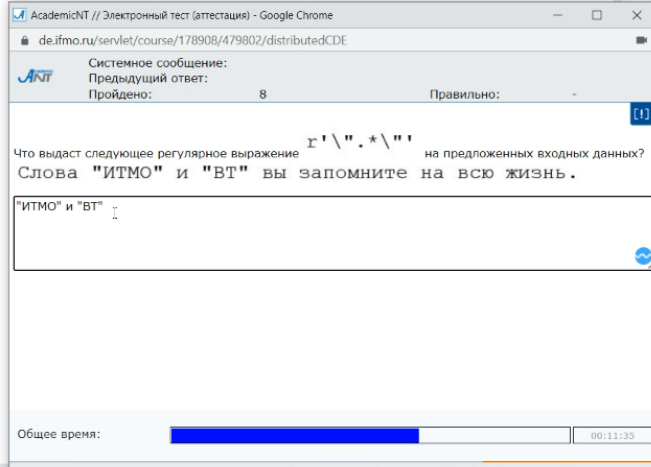 AcademicNT // Электронный тест (аттестация) - Google Chrome
de.ifmo.ru/servlet/course/178908/479802/distributedCDE
Системное сообщение:
ANT Предыдущий ответ:
Пройдено: 8 Правильно: -
[!]
Что выдаст следующее регулярное выражение r'\".*\"' на предложенных входных данных?
Слова "ИТМО" и "ВТ" вы запомните на всю жизнь.
"ИТМО" и "ВТ"
Общее время: 00:11:35